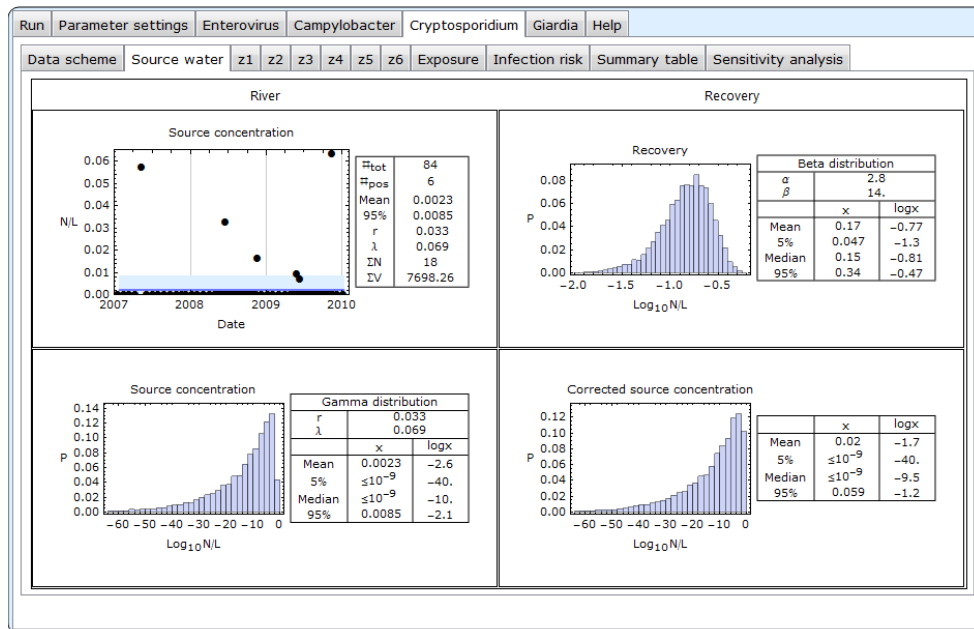 Run Parameter settings Enterovirus Campylobacter Cryptosporidium Giardia Help
Data scheme Source water z1 z2 z3 z4 z5 z6 Exposure Infection risk Summary table Sensitivity analysis
River
Source concentration
N/L
0.06
0.05
0.04
0.03
0.02
0.01
0.00
2007 2008 2009 2010
Date
#tot 84
#pos 6
Mean 0.0023
95% 0.0085
r 0.033
λ 0.069
ΣN 18
ΣV 7698.26
Recovery
Recovery
P
0.08
0.06
0.04
0.02
0.00
−2.0 −1.5 −1.0 −0.5
Log10N/L
Beta distribution
α 2.8
β 14.
x logx
Mean 0.17 −0.77
5% 0.047 −1.3
Median 0.15 −0.81
95% 0.34 −0.47
Source concentration
P
0.14
0.12
0.10
0.08
0.06
0.04
0.02
0.00
−60 −50 −40 −30 −20 −10 0
Log10N/L
Gamma distribution
r 0.033
λ 0.069
x logx
Mean 0.0023 −2.6
5% ≤10−9 −40.
Median ≤10−9 −10.
95% 0.0085 −2.1
Corrected source concentration
P
0.12
0.10
0.08
0.06
0.04
0.02
0.00
−60 −50 −40 −30 −20 −10 0
Log10N/L
x logx
Mean 0.02 −1.7
5% ≤10−9 −40.
Median ≤10−9 −9.5
95% 0.059 −1.2